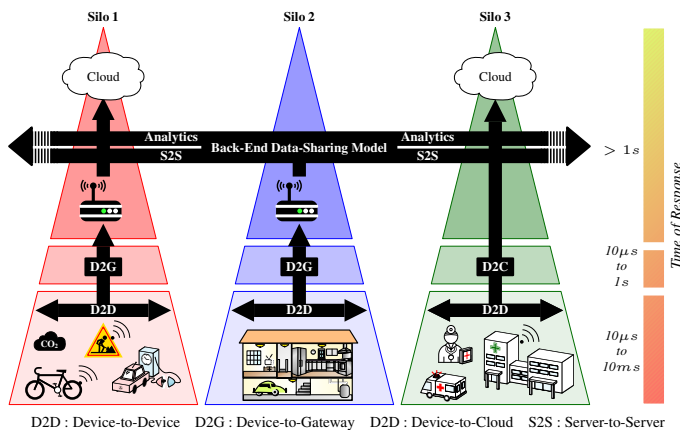 Silo 1
Silo 2
Silo 3
Cloud
Cloud
Analytics
Analytics
Back-End Data-Sharing Model
S2S
S2S
> 1s
D2G
D2G
D2C
10µs
to
1s
Time of Response
D2D
D2D
D2D
CO2
10µs
to
10ms
D2D : Device-to-Device D2G : Device-to-Gateway D2D : Device-to-Cloud S2S : Server-to-Server